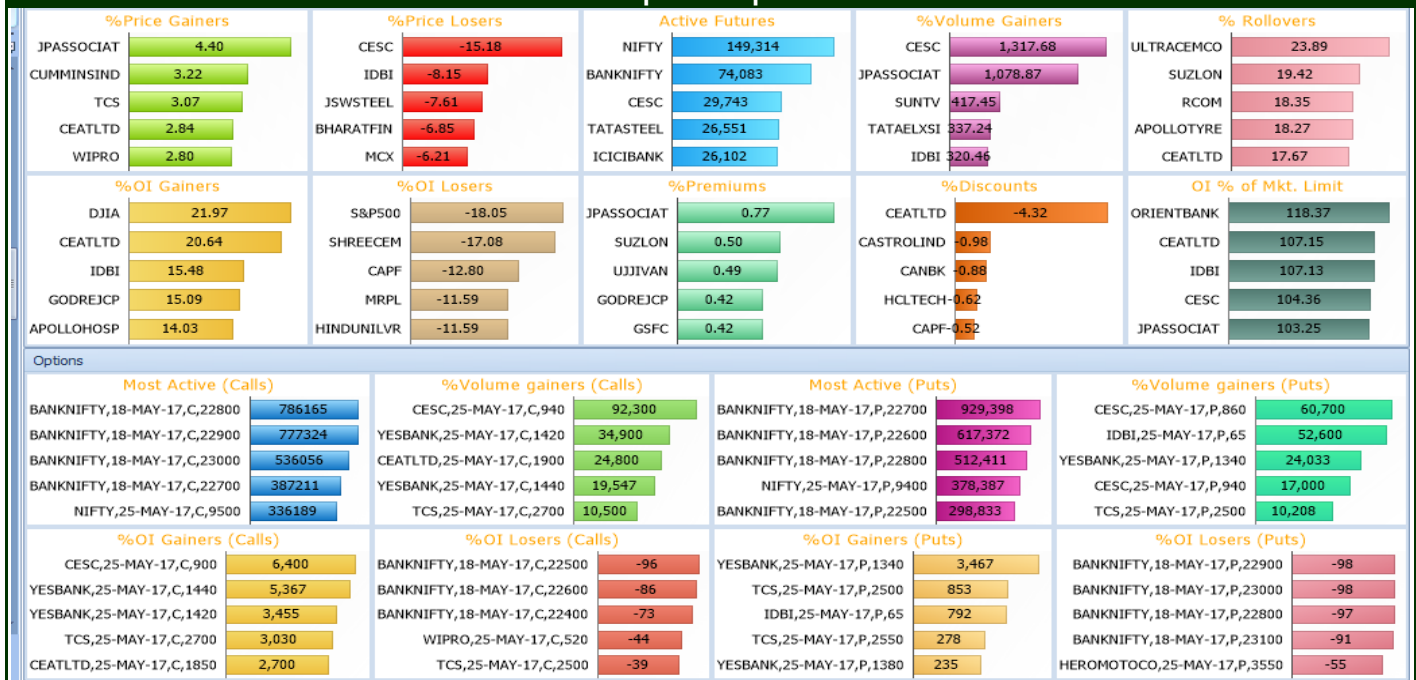 %Price Gainers
JPASSOCIAT 4.40
CUMMINSIND 3.22
TCS 3.07
CEATLTD 2.84
WIPRO 2.80
%Price Losers
CESC -15.18
IDBI -8.15
JSWSTEEL -7.61
BHARATFIN -6.85
MCX -6.21
Active Futures
NIFTY 149,314
BANKNIFTY 74,083
CESC 29,743
TATASTEEL 26,551
ICICIBANK 26,102
%Volume Gainers
CESC 1,317.68
JPASSOCIAT 1,078.87
SUNTV 417.45
TATAELXSI 337.24
IDBI 320.46
% Rollovers
ULTRACEMCO 23.89
SUZLON 19.42
RCOM 18.35
APOLLOTYRE 18.27
CEATLTD 17.67
%OI Gainers
DJIA 21.97
CEATLTD 20.64
IDBI 15.48
GODREJCP 15.09
APOLLOHOSP 14.03
%OI Losers
S&P500 -18.05
SHREECEM -17.08
CAPF -12.80
MRPL -11.59
HINDUNILVR -11.59
%Premiums
JPASSOCIAT 0.77
SUZLON 0.50
UJJIVAN 0.49
GODREJCP 0.42
GSFC 0.42
%Discounts
CEATLTD -4.32
CASTROLIND -0.98
CANBK -0.88
HCLTECH -0.62
CAPF -0.52
OI % of Mkt. Limit
ORIENTBANK 118.37
CEATLTD 107.15
IDBI 107.13
CESC 104.36
JPASSOCIAT 103.25
Options
Most Active (Calls)
BANKNIFTY,18-MAY-17,C,22800 786165
BANKNIFTY,18-MAY-17,C,22900 777324
BANKNIFTY,18-MAY-17,C,23000 536056
BANKNIFTY,18-MAY-17,C,22700 387211
NIFTY,25-MAY-17,C,9500 336189
%Volume gainers (Calls)
CESC,25-MAY-17,C,940 92,300
YESBANK,25-MAY-17,C,1420 34,900
CEATLTD,25-MAY-17,C,1900 24,800
YESBANK,25-MAY-17,C,1440 19,547
TCS,25-MAY-17,C,2700 10,500
Most Active (Puts)
BANKNIFTY,18-MAY-17,P,22700 929,398
BANKNIFTY,18-MAY-17,P,22600 617,372
BANKNIFTY,18-MAY-17,P,22800 512,411
NIFTY,25-MAY-17,P,9400 378,387
BANKNIFTY,18-MAY-17,P,22500 298,833
%Volume gainers (Puts)
CESC,25-MAY-17,P,860 60,700
IDBI,25-MAY-17,P,65 52,600
YESBANK,25-MAY-17,P,1340 24,033
CESC,25-MAY-17,P,940 17,000
TCS,25-MAY-17,P,2500 10,208
%OI Gainers (Calls)
CESC,25-MAY-17,C,900 6,400
YESBANK,25-MAY-17,C,1440 5,367
YESBANK,25-MAY-17,C,1420 3,455
TCS,25-MAY-17,C,2700 3,030
CEATLTD,25-MAY-17,C,1850 2,700
%OI Losers (Calls)
BANKNIFTY,18-MAY-17,C,22500 -96
BANKNIFTY,18-MAY-17,C,22600 -86
BANKNIFTY,18-MAY-17,C,22400 -73
WIPRO,25-MAY-17,C,520 -44
TCS,25-MAY-17,C,2500 -39
%OI Gainers (Puts)
YESBANK,25-MAY-17,P,1340 3,467
TCS,25-MAY-17,P,2500 853
IDBI,25-MAY-17,P,65 792
TCS,25-MAY-17,P,2550 278
YESBANK,25-MAY-17,P,1380 235
%OI Losers (Puts)
BANKNIFTY,18-MAY-17,P,22900 -98
BANKNIFTY,18-MAY-17,P,23000 -98
BANKNIFTY,18-MAY-17,P,22800 -97
BANKNIFTY,18-MAY-17,P,23100 -91
HEROMOTOCO,25-MAY-17,P,3550 -55